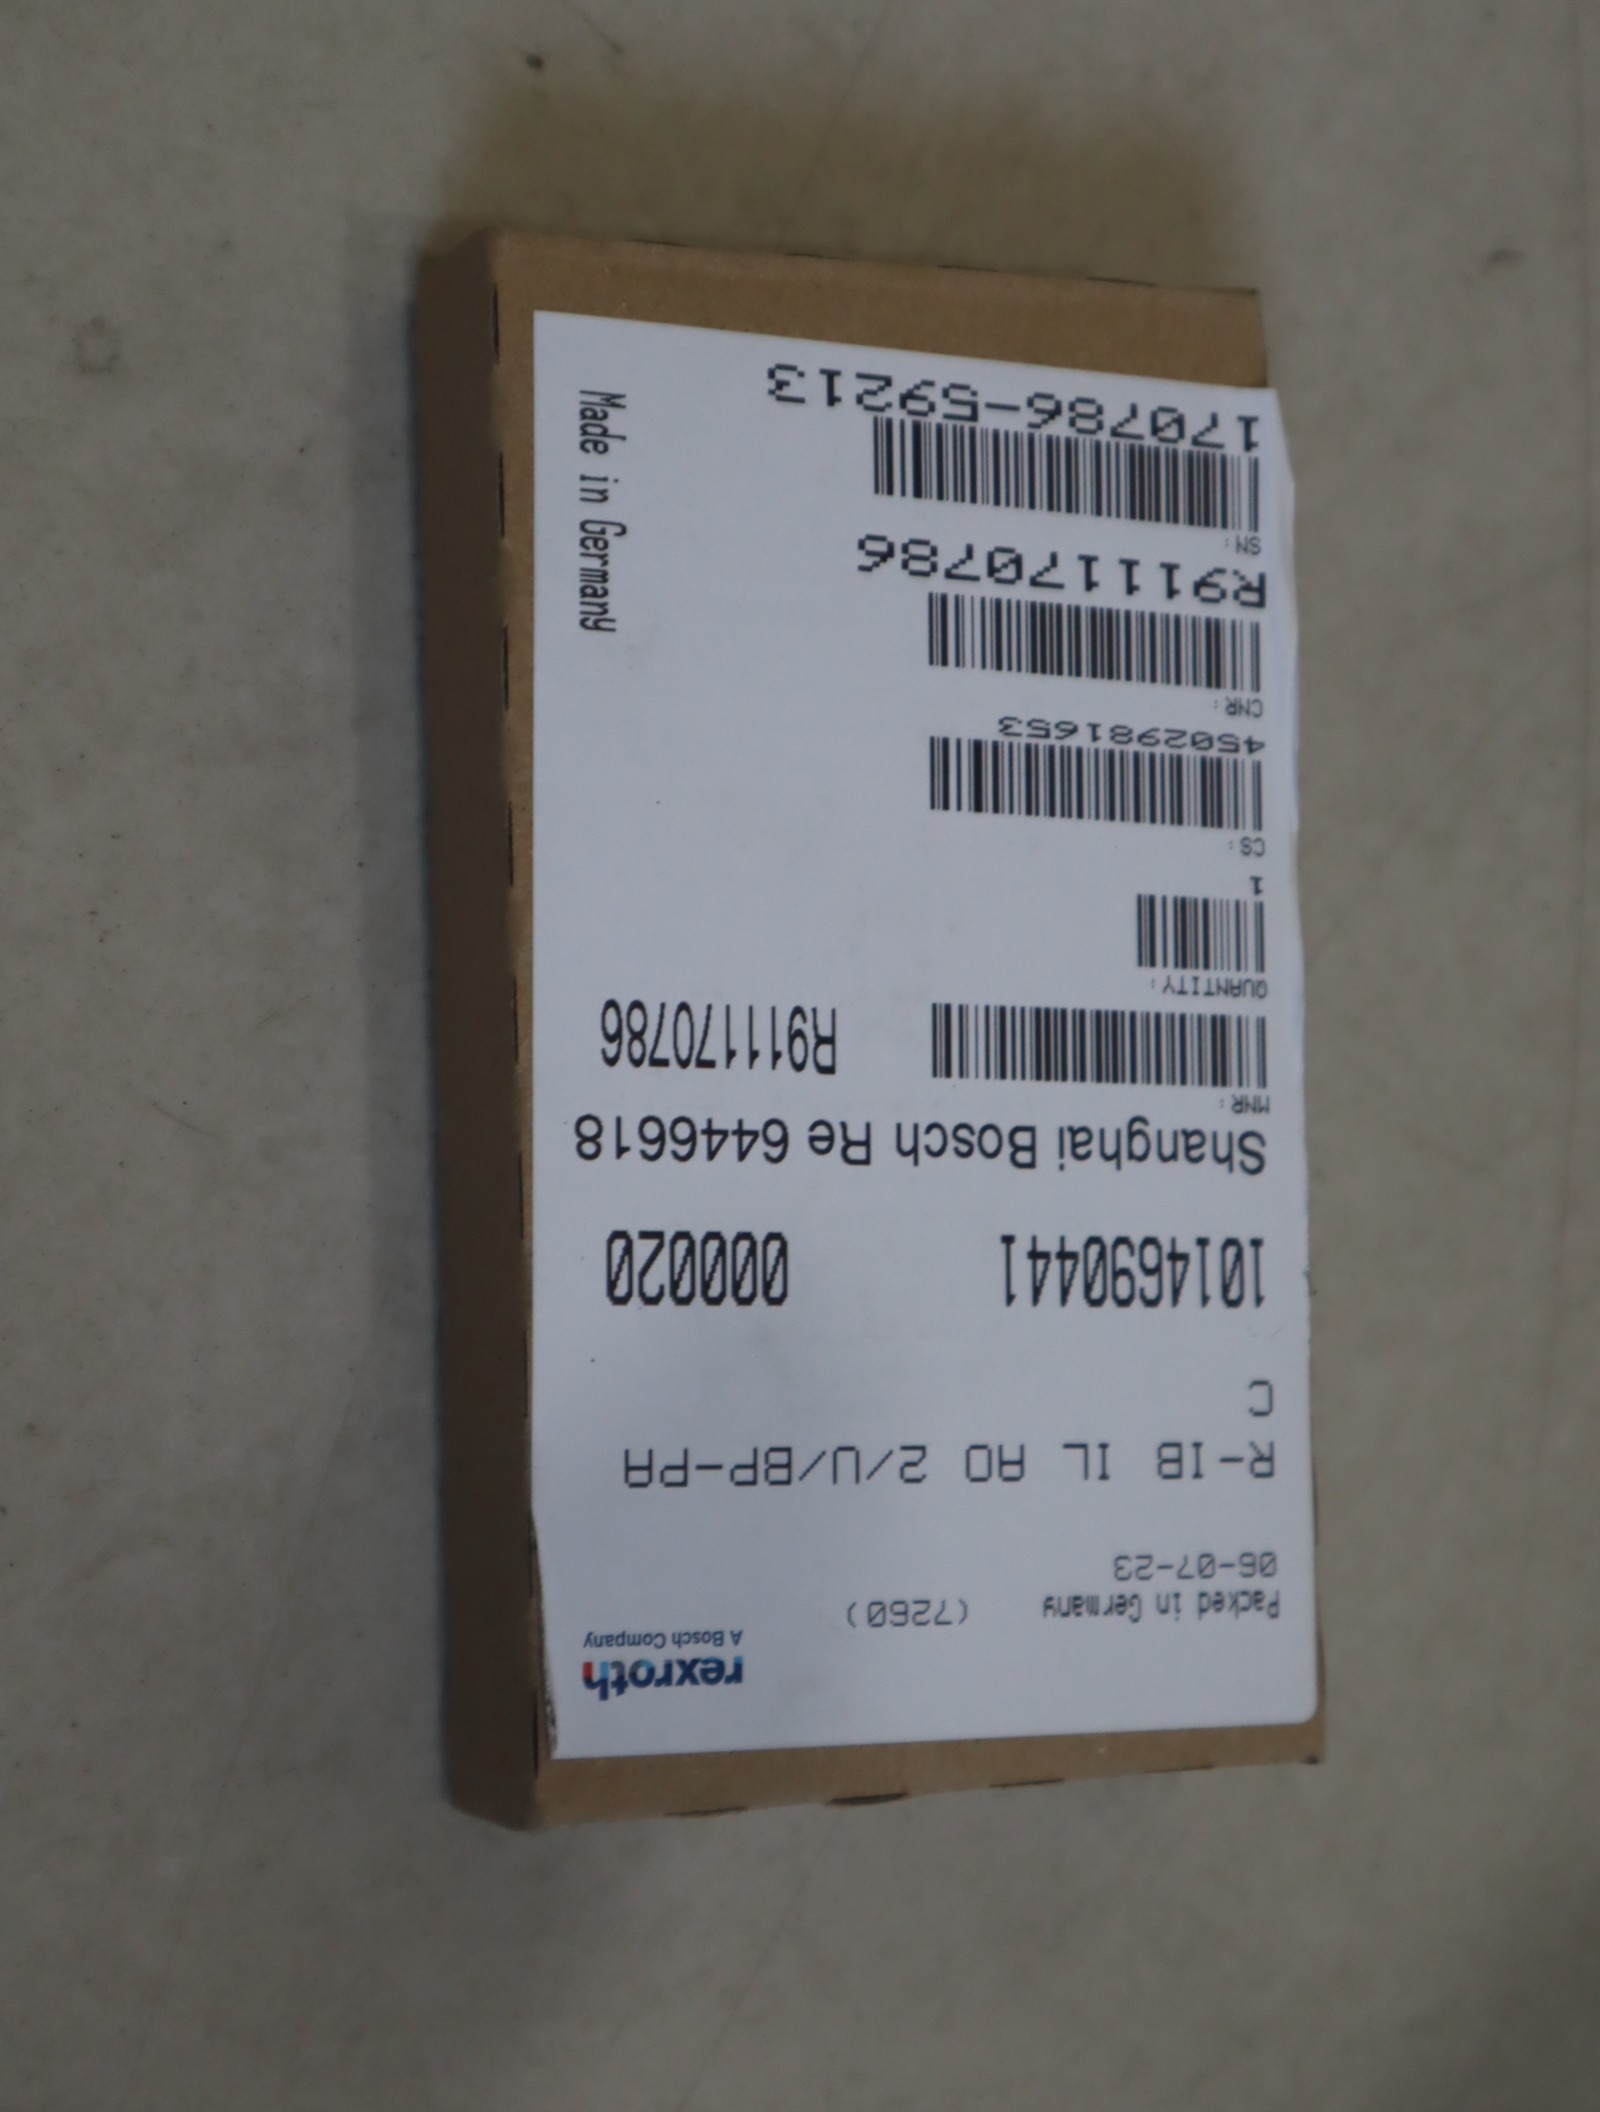 rexroth
A Bosch Company
Packed in Germany (7260)
06-07-23
R-IB IL AO 2/U/BP-PA
C
1014690441 000020
Shanghai Bosch Re 6446618
MNR:
R911170786
QUANTITY:
1
CS:
4502981653
CNR:
R911170786
SN:
170786-59213
Made in Germany